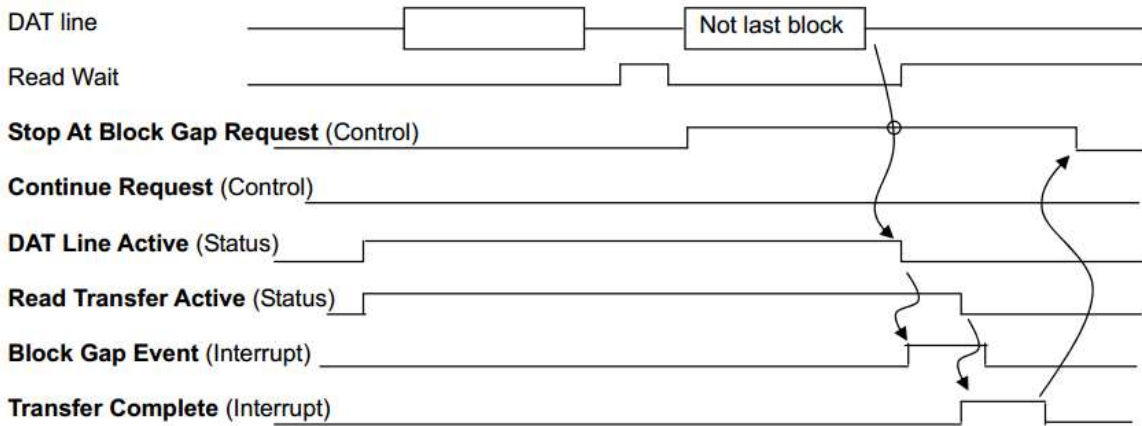 DAT line
Not last block
Read Wait
Stop At Block Gap Request (Control)
Continue Request (Control)
DAT Line Active (Status)
Read Transfer Active (Status)
Block Gap Event (Interrupt)
Transfer Complete (Interrupt)